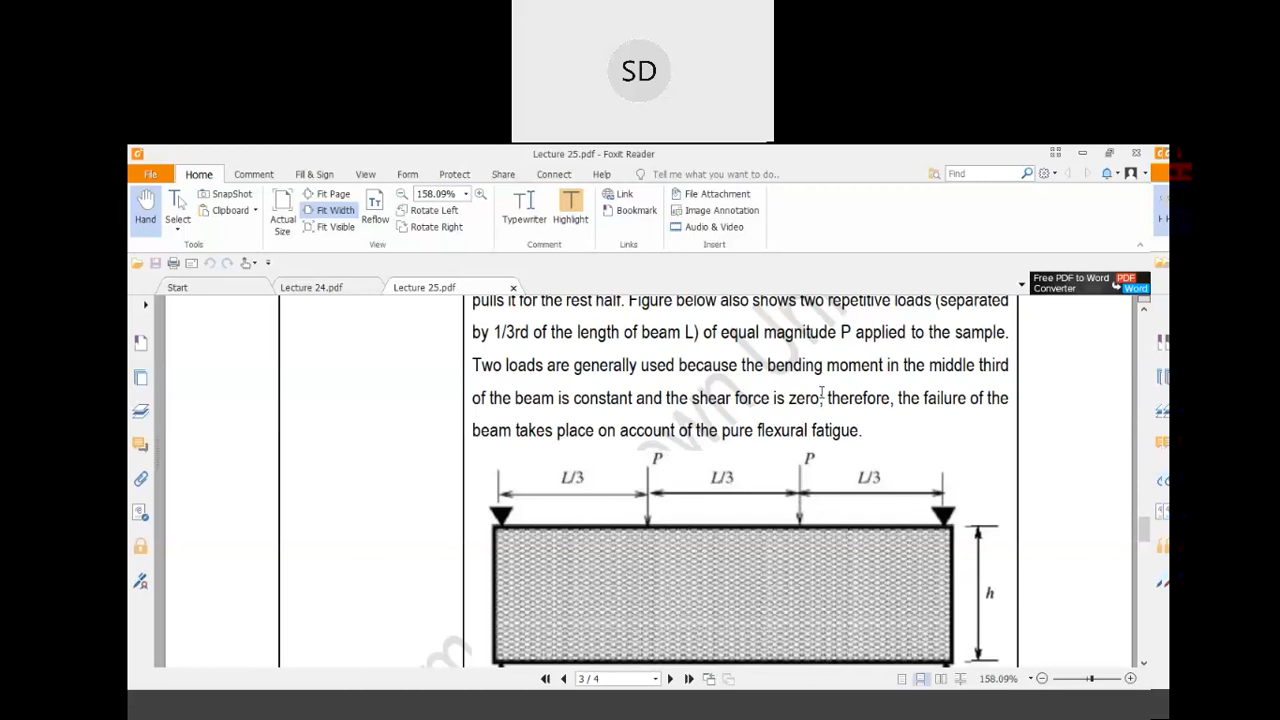 SD
Lecture 25.pdf - Foxit Reader
File Home Comment Fill & Sign View Form Protect Share Connect Help Tell me what you want to do.. Find
Hand
Select
SnapShot
Clipboard
Tools
Actual Size
Fit Page
Fit Width
Fit Visible
Reflow
158.09%
Rotate Left
Rotate Right
View
Typewriter
Highlight
Comment
Link
Bookmark
Links
File Attachment
Image Annotation
Audio & Video
Insert
Start Lecture 24.pdf Lecture 25.pdf
Free PDF to Word PDF
Converter Word
pulls it for the rest half. Figure below also shows two repetitive loads (separated
by 1/3rd of the length of beam L) of equal magnitude P applied to the sample.
Two loads are generally used because the bending moment in the middle third
of the beam is constant and the shear force is zero; therefore, the failure of the
beam takes place on account of the pure flexural fatigue.
P P
L/3 L/3 L/3
h
3 / 4
158.09%